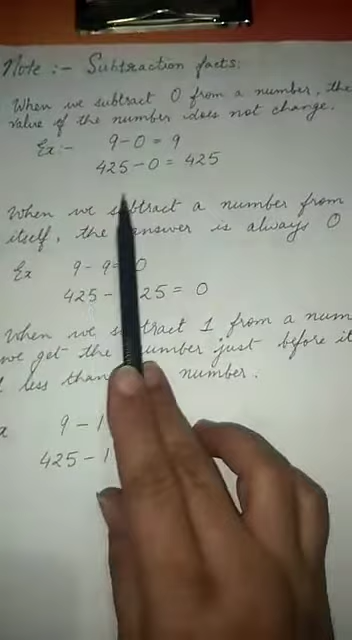 Note :- Subtraction facts:
When we subtract 0 from a number, the
value of the number does not change.
Ex:- 9-0 = 9
425-0 = 425
When we subtract a number from
itself, the answer is always 0
Ex 9-9= 0
425- 25 = 0
When we subtract 1 from a num
we get the number just before it
less than number.
9-1
425-1